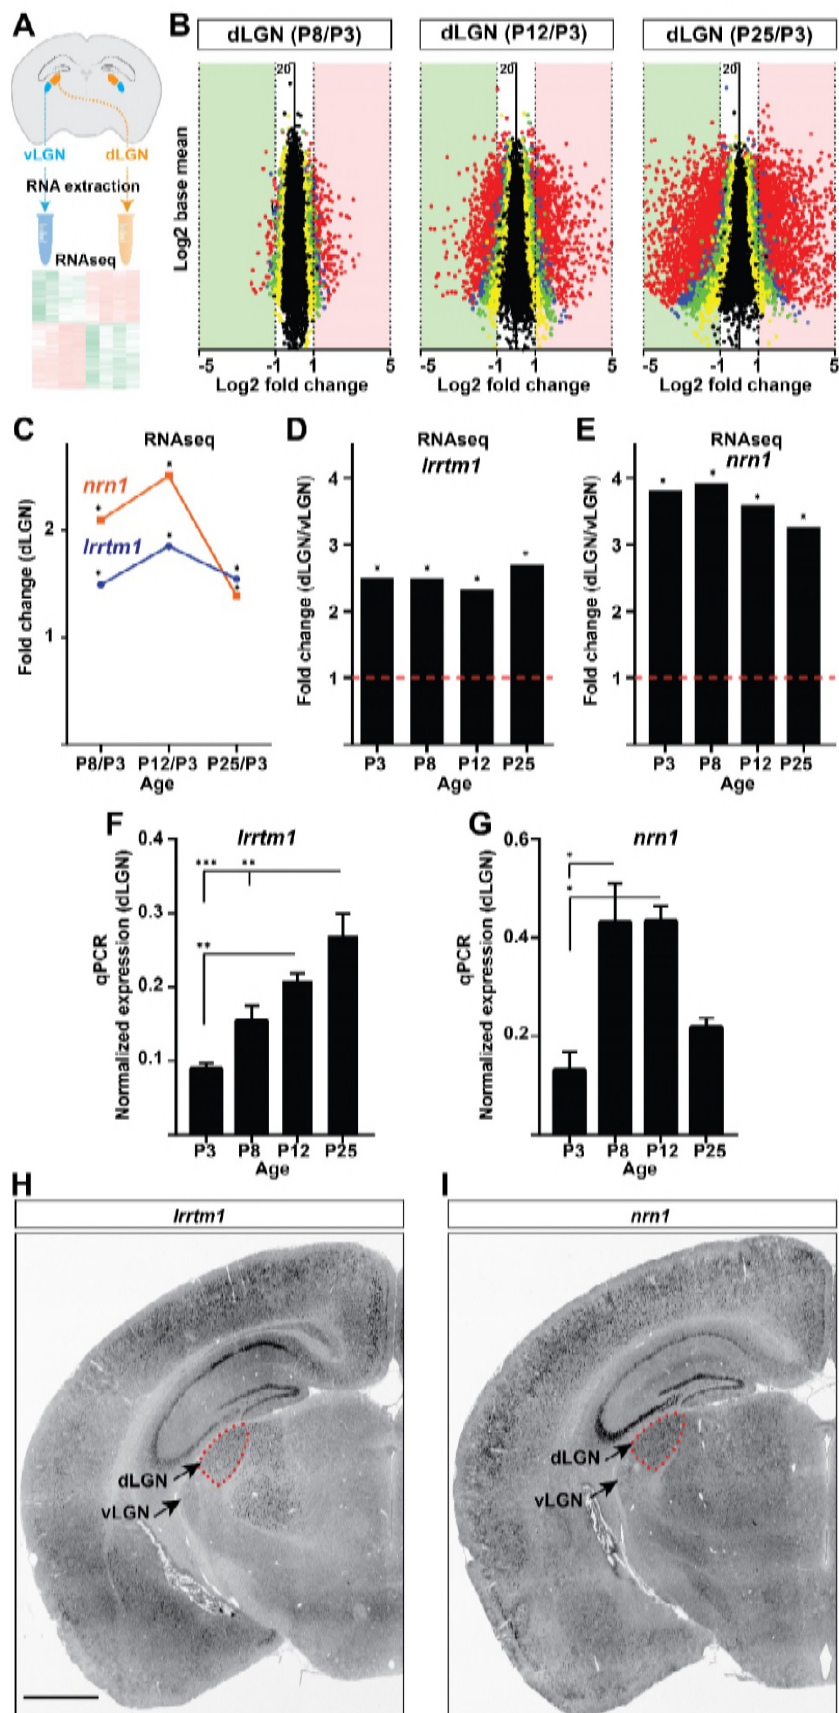 A
vLGN dLGN
RNA extraction
RNAseq
B
dLGN (P8/P3)
dLGN (P12/P3)
dLGN (P25/P3)
Log2 base mean
20
20
20
-5 -1 1 5
-5 -1 1 5
-5 -1 1 5
Log2 fold change
Log2 fold change
Log2 fold change
C
RNAseq
Fold change (dLGN)
nrn1
lrrtm1
2
1
* * *
* * *
P8/P3 P12/P3 P25/P3
Age
D
RNAseq
lrrtm1
Fold change (dLGN/vLGN)
4
3
2
1
* * * *
P3 P8 P12 P25
Age
E
RNAseq
nrn1
Fold change (dLGN/vLGN)
4
3
2
1
* * * *
P3 P8 P12 P25
Age
F
lrrtm1
qPCR
Normalized expression (dLGN)
0.4
0.3
0.2
0.1
*** **
**
P3 P8 P12 P25
Age
G
nrn1
qPCR
Normalized expression (dLGN)
0.6
0.4
0.2
*
*
P3 P8 P12 P25
Age
H
lrrtm1
dLGN
vLGN
I
nrn1
dLGN
vLGN